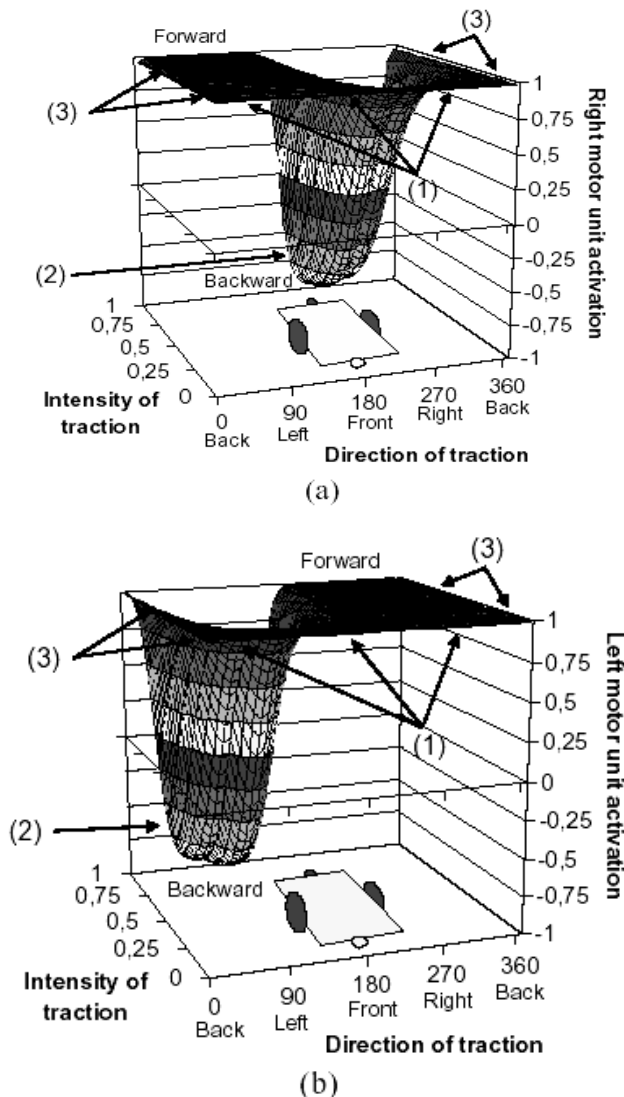 Forward
(3)
(3)
(1)
(2)
Backward
1
0,75
0,5
0,25
0
-0,25
-0,5
-0,75
-1
Right motor unit activation
1
0,75
0,5
0,25
0
Intensity of
traction
0
Back
90
Left
180
Front
270
Right
360
Back
Direction of traction
(a)
Forward
(3)
(3)
(1)
(2)
Backward
1
0,75
0,5
0,25
0
-0,25
-0,5
-0,75
-1
Left motor unit activation
1
0,75
0,5
0,25
0
Intensity of
traction
0
Back
90
Left
180
Front
270
Right
360
Back
Direction of traction
(b)